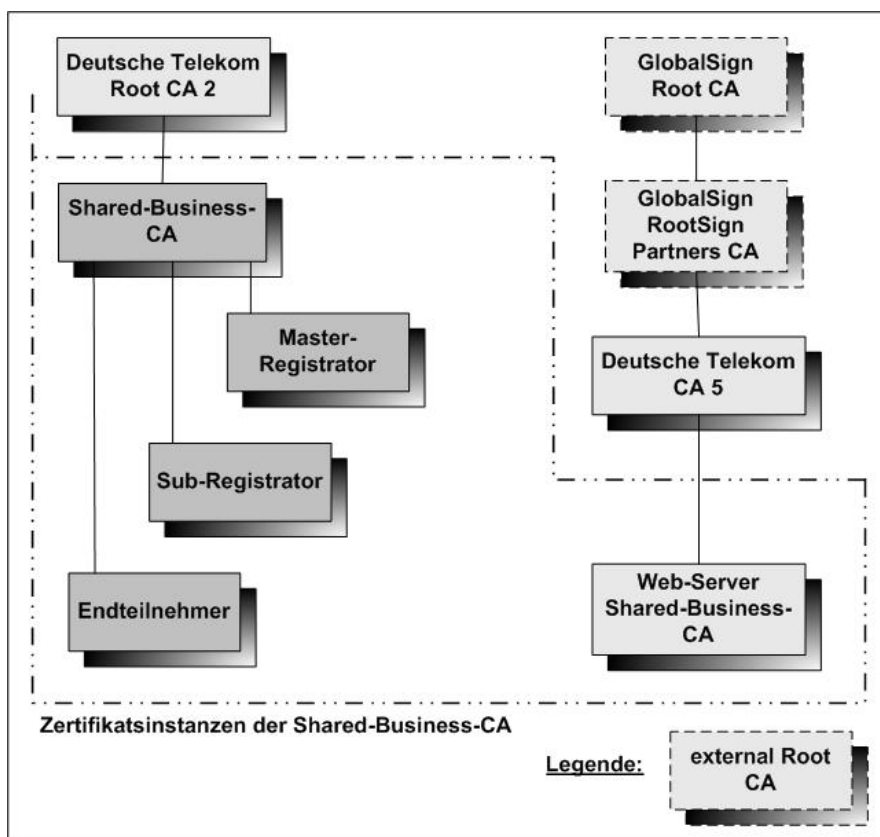 Deutsche Telekom
Root CA 2
GlobalSign
Root CA
Shared-Business-
CA
GlobalSign
RootSign
Partners CA
Master-
Registrator
Deutsche Telekom
CA 5
Sub-Registrator
Endteilnehmer
Web-Server
Shared-Business-
CA
Zertifikatsinstanzen der Shared-Business-CA
Legende:
external Root
CA